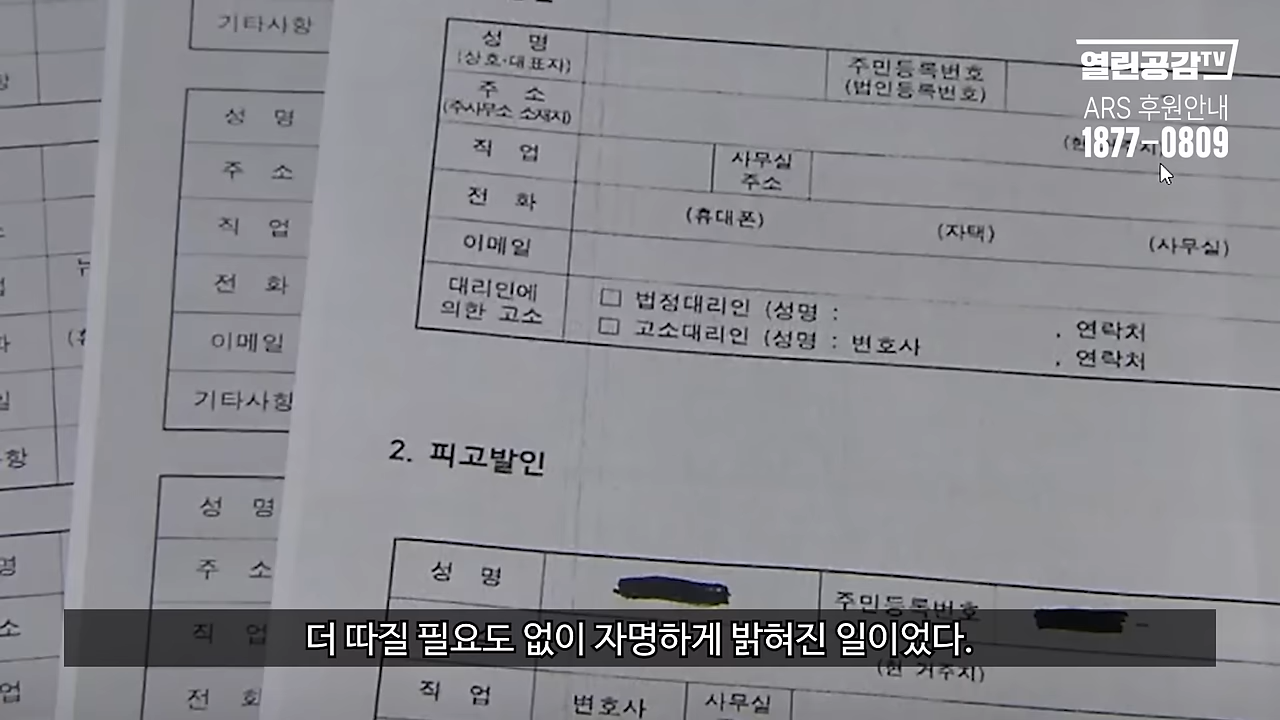 열린공감TV
ARS 후원안내
1877-0809
기타사항
성 명
주 소
직 업
전 화
이메일
기타사항
성 명
주 소
직 업
전 화
성 명
(상호·대표자)
주민등록번호
(법인등록번호)
주 소
(주사무소 소재지)
직 업
사무실
주소
전 화
(휴대폰)
(자택)
(사무실)
이메일
대리인에
의한 고소
□ 법정대리인 (성명 : , 연락처
□ 고소대리인 (성명 : 변호사 , 연락처
2. 피고발인
성 명
주민등록번호
(현 거주지)
직 업
변호사
사무실
더 따질 필요도 없이 자명하게 밝혀진 일이었다.